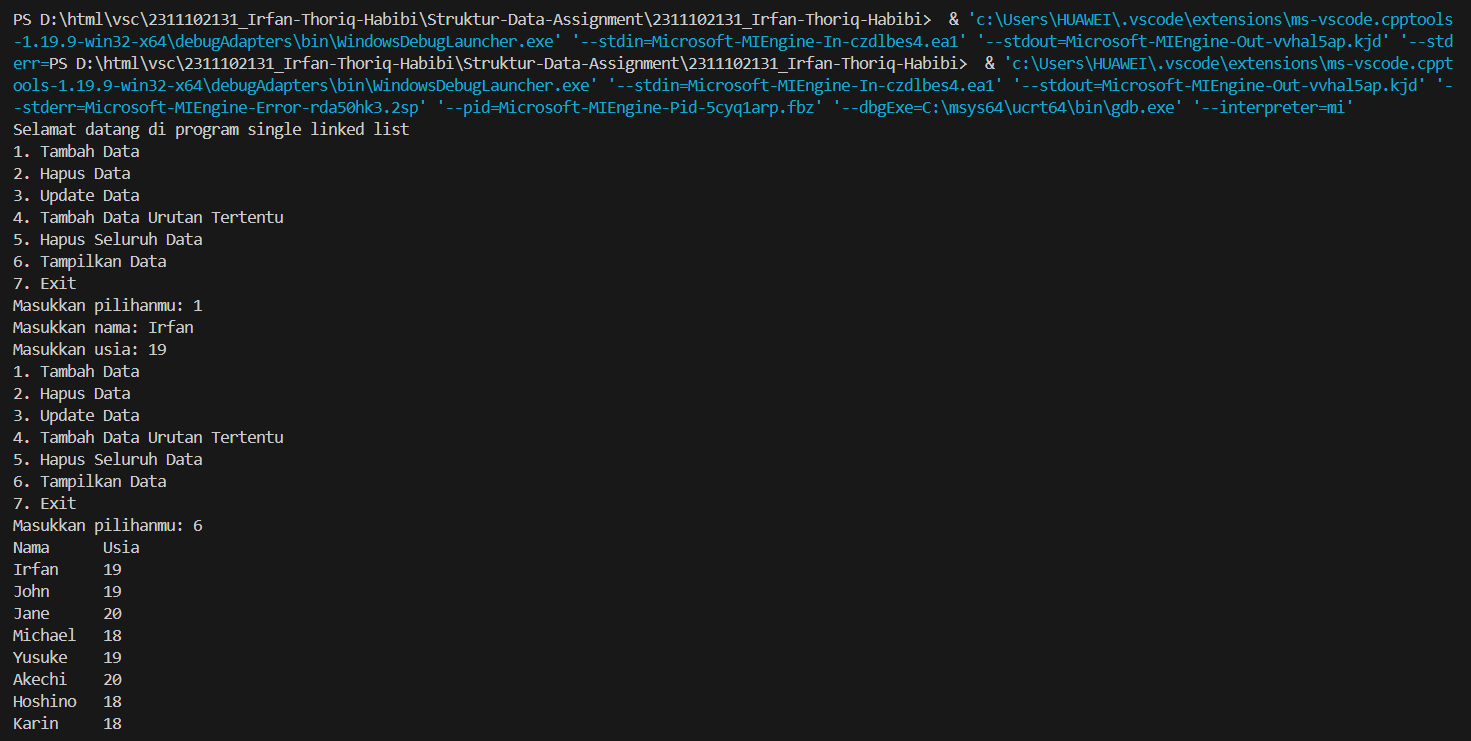 PS D:\html\vsc\2311102131_Irfan-Thoriq-Habibi\Struktur-Data-Assignment\2311102131_Irfan-Thoriq-Habibi>  & 'c:\Users\HUAWEI\.vscode\extensions\ms-vscode.cpptools
-1.19.9-win32-x64\debugAdapters\bin\WindowsDebugLauncher.exe' '--stdin=Microsoft-MIEngine-In-czdlbes4.ea1' '--stdout=Microsoft-MIEngine-Out-vvhal5ap.kjd' '--std
err=PS D:\html\vsc\2311102131_Irfan-Thoriq-Habibi\Struktur-Data-Assignment\2311102131_Irfan-Thoriq-Habibi>  & 'c:\Users\HUAWEI\.vscode\extensions\ms-vscode.cppt
ools-1.19.9-win32-x64\debugAdapters\bin\WindowsDebugLauncher.exe' '--stdin=Microsoft-MIEngine-In-czdlbes4.ea1' '--stdout=Microsoft-MIEngine-Out-vvhal5ap.kjd' '-
-stderr=Microsoft-MIEngine-Error-rda50hk3.2sp' '--pid=Microsoft-MIEngine-Pid-5cyq1arp.fbz' '--dbgExe=C:\msys64\ucrt64\bin\gdb.exe' '--interpreter=mi'
Selamat datang di program single linked list
1. Tambah Data
2. Hapus Data
3. Update Data
4. Tambah Data Urutan Tertentu
5. Hapus Seluruh Data
6. Tampilkan Data
7. Exit
Masukkan pilihanmu: 1
Masukkan nama: Irfan
Masukkan usia: 19
1. Tambah Data
2. Hapus Data
3. Update Data
4. Tambah Data Urutan Tertentu
5. Hapus Seluruh Data
6. Tampilkan Data
7. Exit
Masukkan pilihanmu: 6
Nama      Usia
Irfan     19
John      19
Jane      20
Michael   18
Yusuke    19
Akechi    20
Hoshino   18
Karin     18